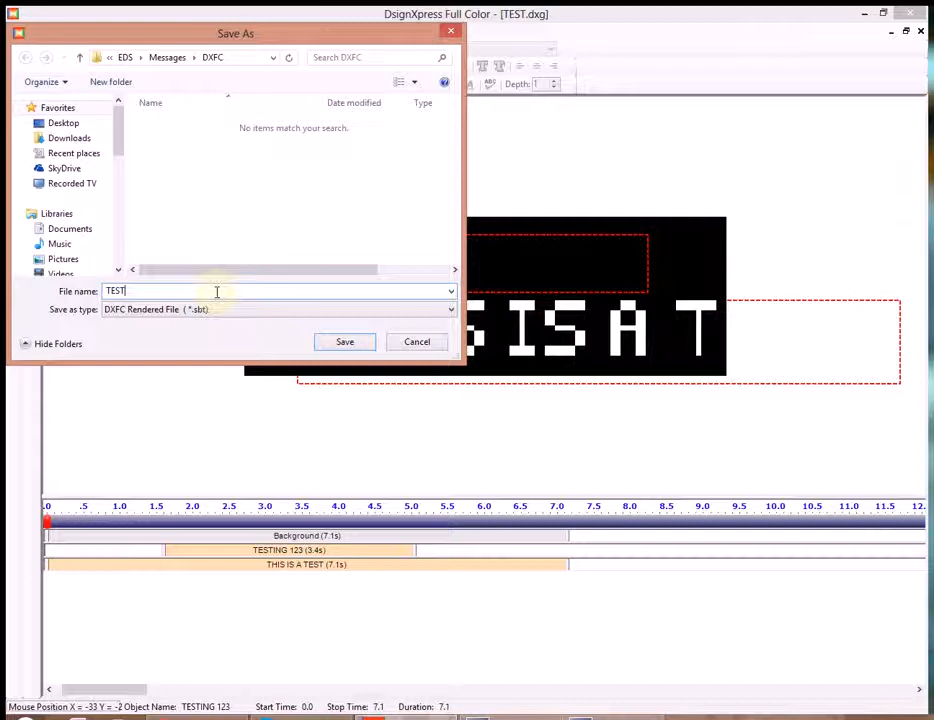 DsignXpress Full Color - [TEST.dxg]
Save As
« EDS › Messages › DXFC
Search DXFC
Organize
New folder
Depth: 1
Favorites
Desktop
Downloads
Recent places
SkyDrive
Recorded TV
Libraries
Documents
Music
Pictures
Videos
Name
Date modified
Type
No items match your search.
File name: TEST
Save as type: DXFC Rendered File ( *.sbt)
Hide Folders
Save
Cancel
S IS A T
.0 .5 1.0 1.5 2.0 2.5 3.0 3.5 4.0 4.5 5.0 5.5 6.0 6.5 7.0 7.5 8.0 8.5 9.0 9.5 10.0 10.5 11.0 11.5 12.
Background (7.1s)
TESTING 123 (3.4s)
THIS IS A TEST (7.1s)
Mouse Position X = -33 Y = -2 Object Name: TESTING 123 Start Time: 0.0 Stop Time: 7.1 Duration: 7.1